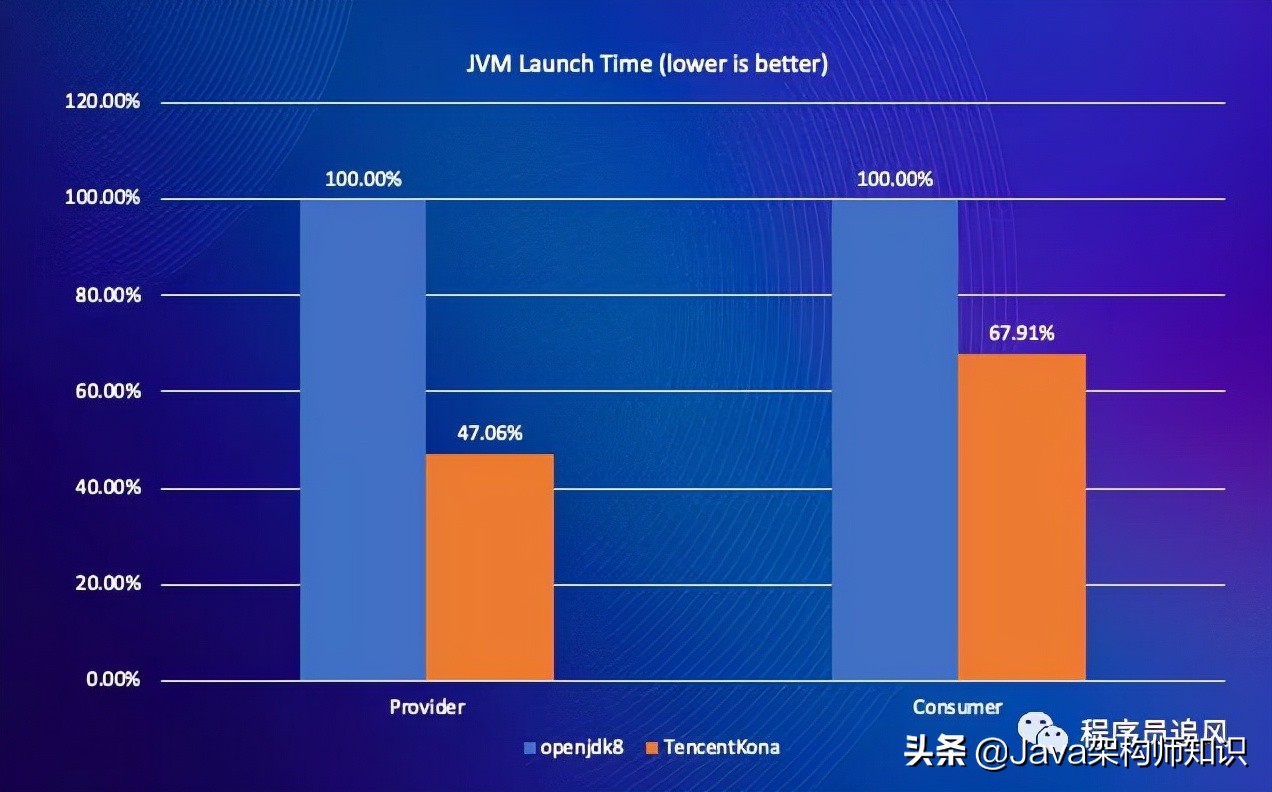 JVM Launch Time (lower is better)
120.00%
100.00%
80.00%
60.00%
40.00%
20.00%
0.00%
100.00%
47.06%
100.00%
67.91%
Provider
Consumer
openjdk8
TencentKona
程序员追风
头条 @Java架构师知识